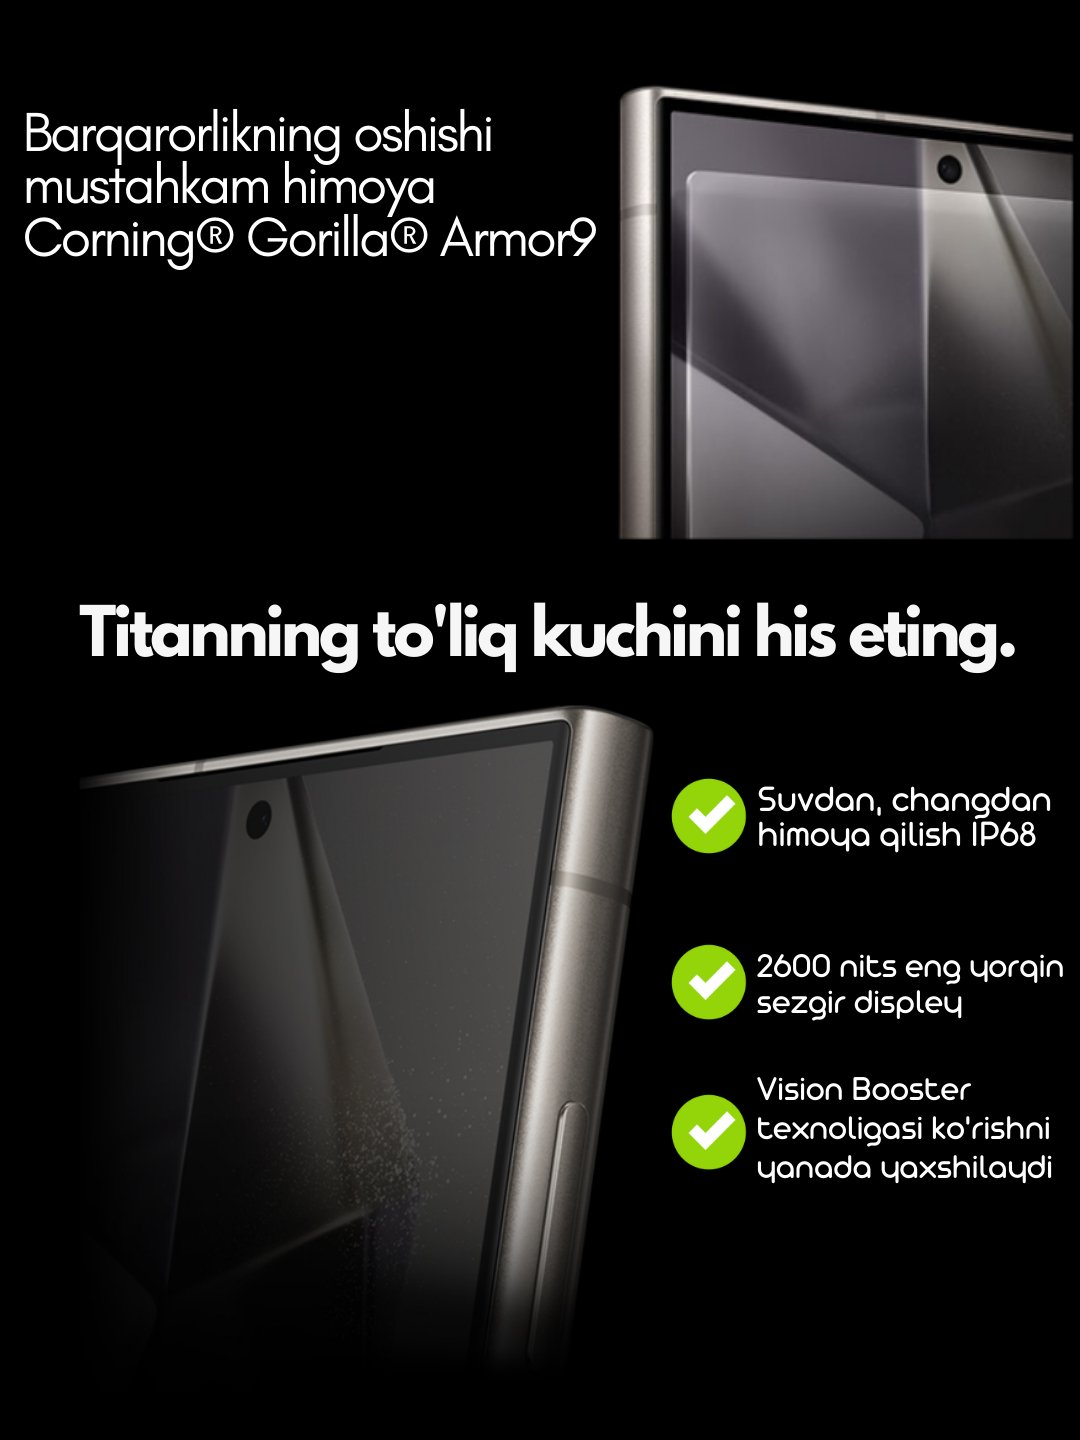 Barqarorlikning oshishi
mustahkam himoya
Corning® Gorilla® Armor9
Titanning to'liq kuchini his eting.
Suvdan, changdan
himoya qilish IP68
2600 nits eng yorqin
sezgir displey
Vision Booster
texnoligasi ko'rishni
yanada yaxshilaydi